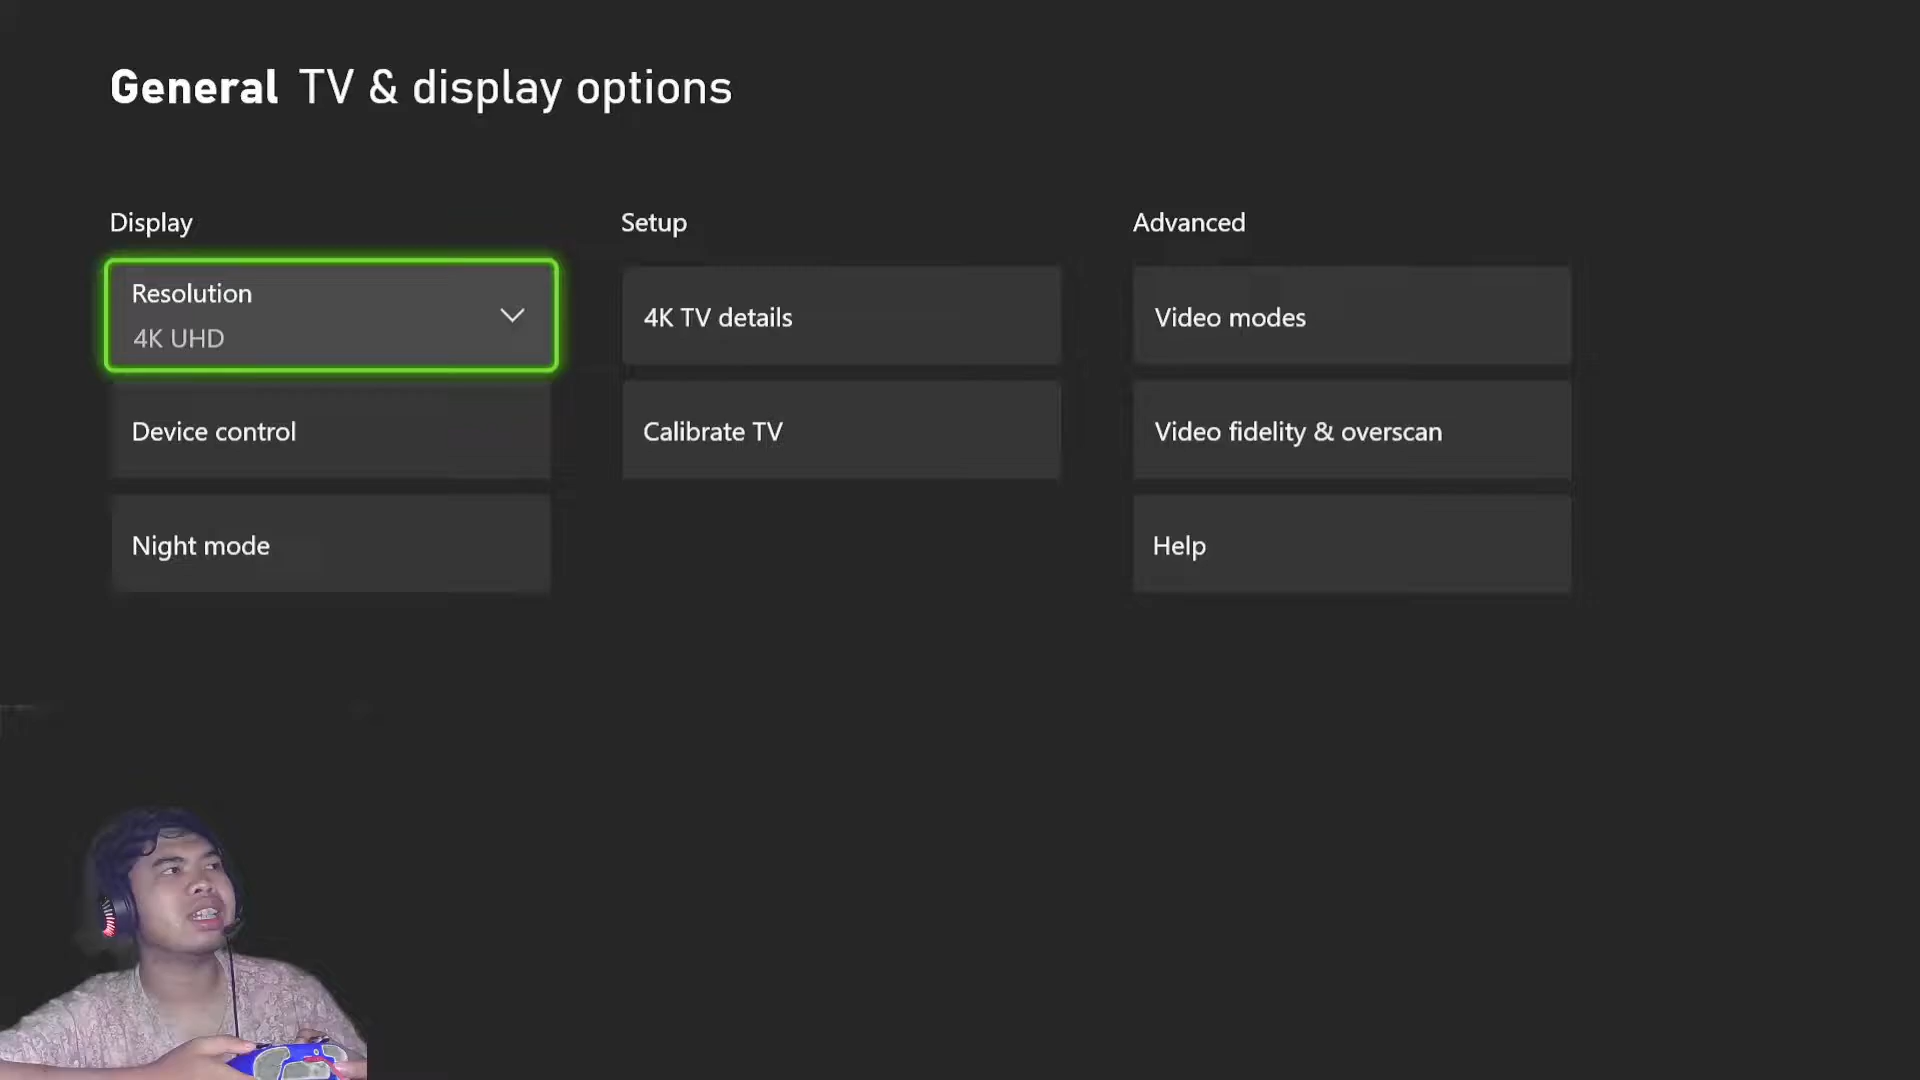 General TV & display options
Display
Resolution
4K UHD
Device control
Night mode
Setup
4K TV details
Calibrate TV
Advanced
Video modes
Video fidelity & overscan
Help